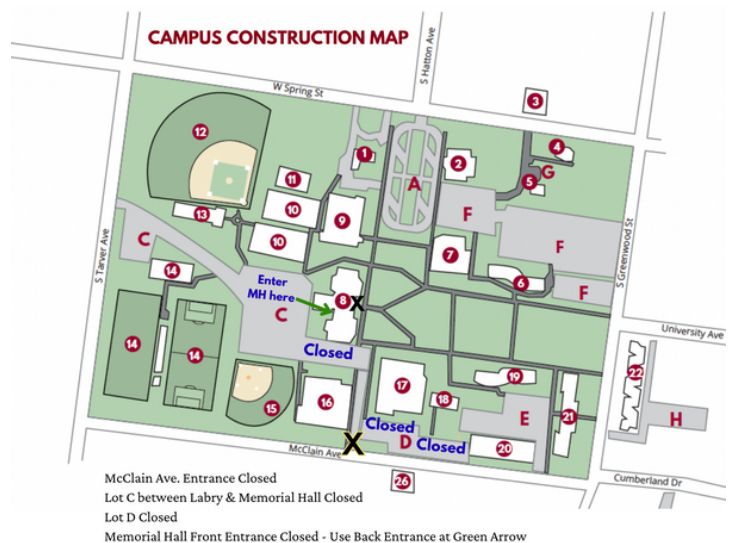 CAMPUS CONSTRUCTION MAP
S Hatton Ave
W Spring St
3
12
1
2
4
G
5
A
11
10
13
9
F
10
7
F
C
S Tarver Ave
14
6
F
S Greenwood St
Enter
MH here
8
X
C
University Ave
14
14
Closed
22
17
19
15
16
18
E
21
H
Closed
D
Closed
20
McClain Ave
X
26
Cumberland Dr
McClain Ave. Entrance Closed
Lot C between Labry & Memorial Hall Closed
Lot D Closed
Memorial Hall Front Entrance Closed - Use Back Entrance at Green Arrow